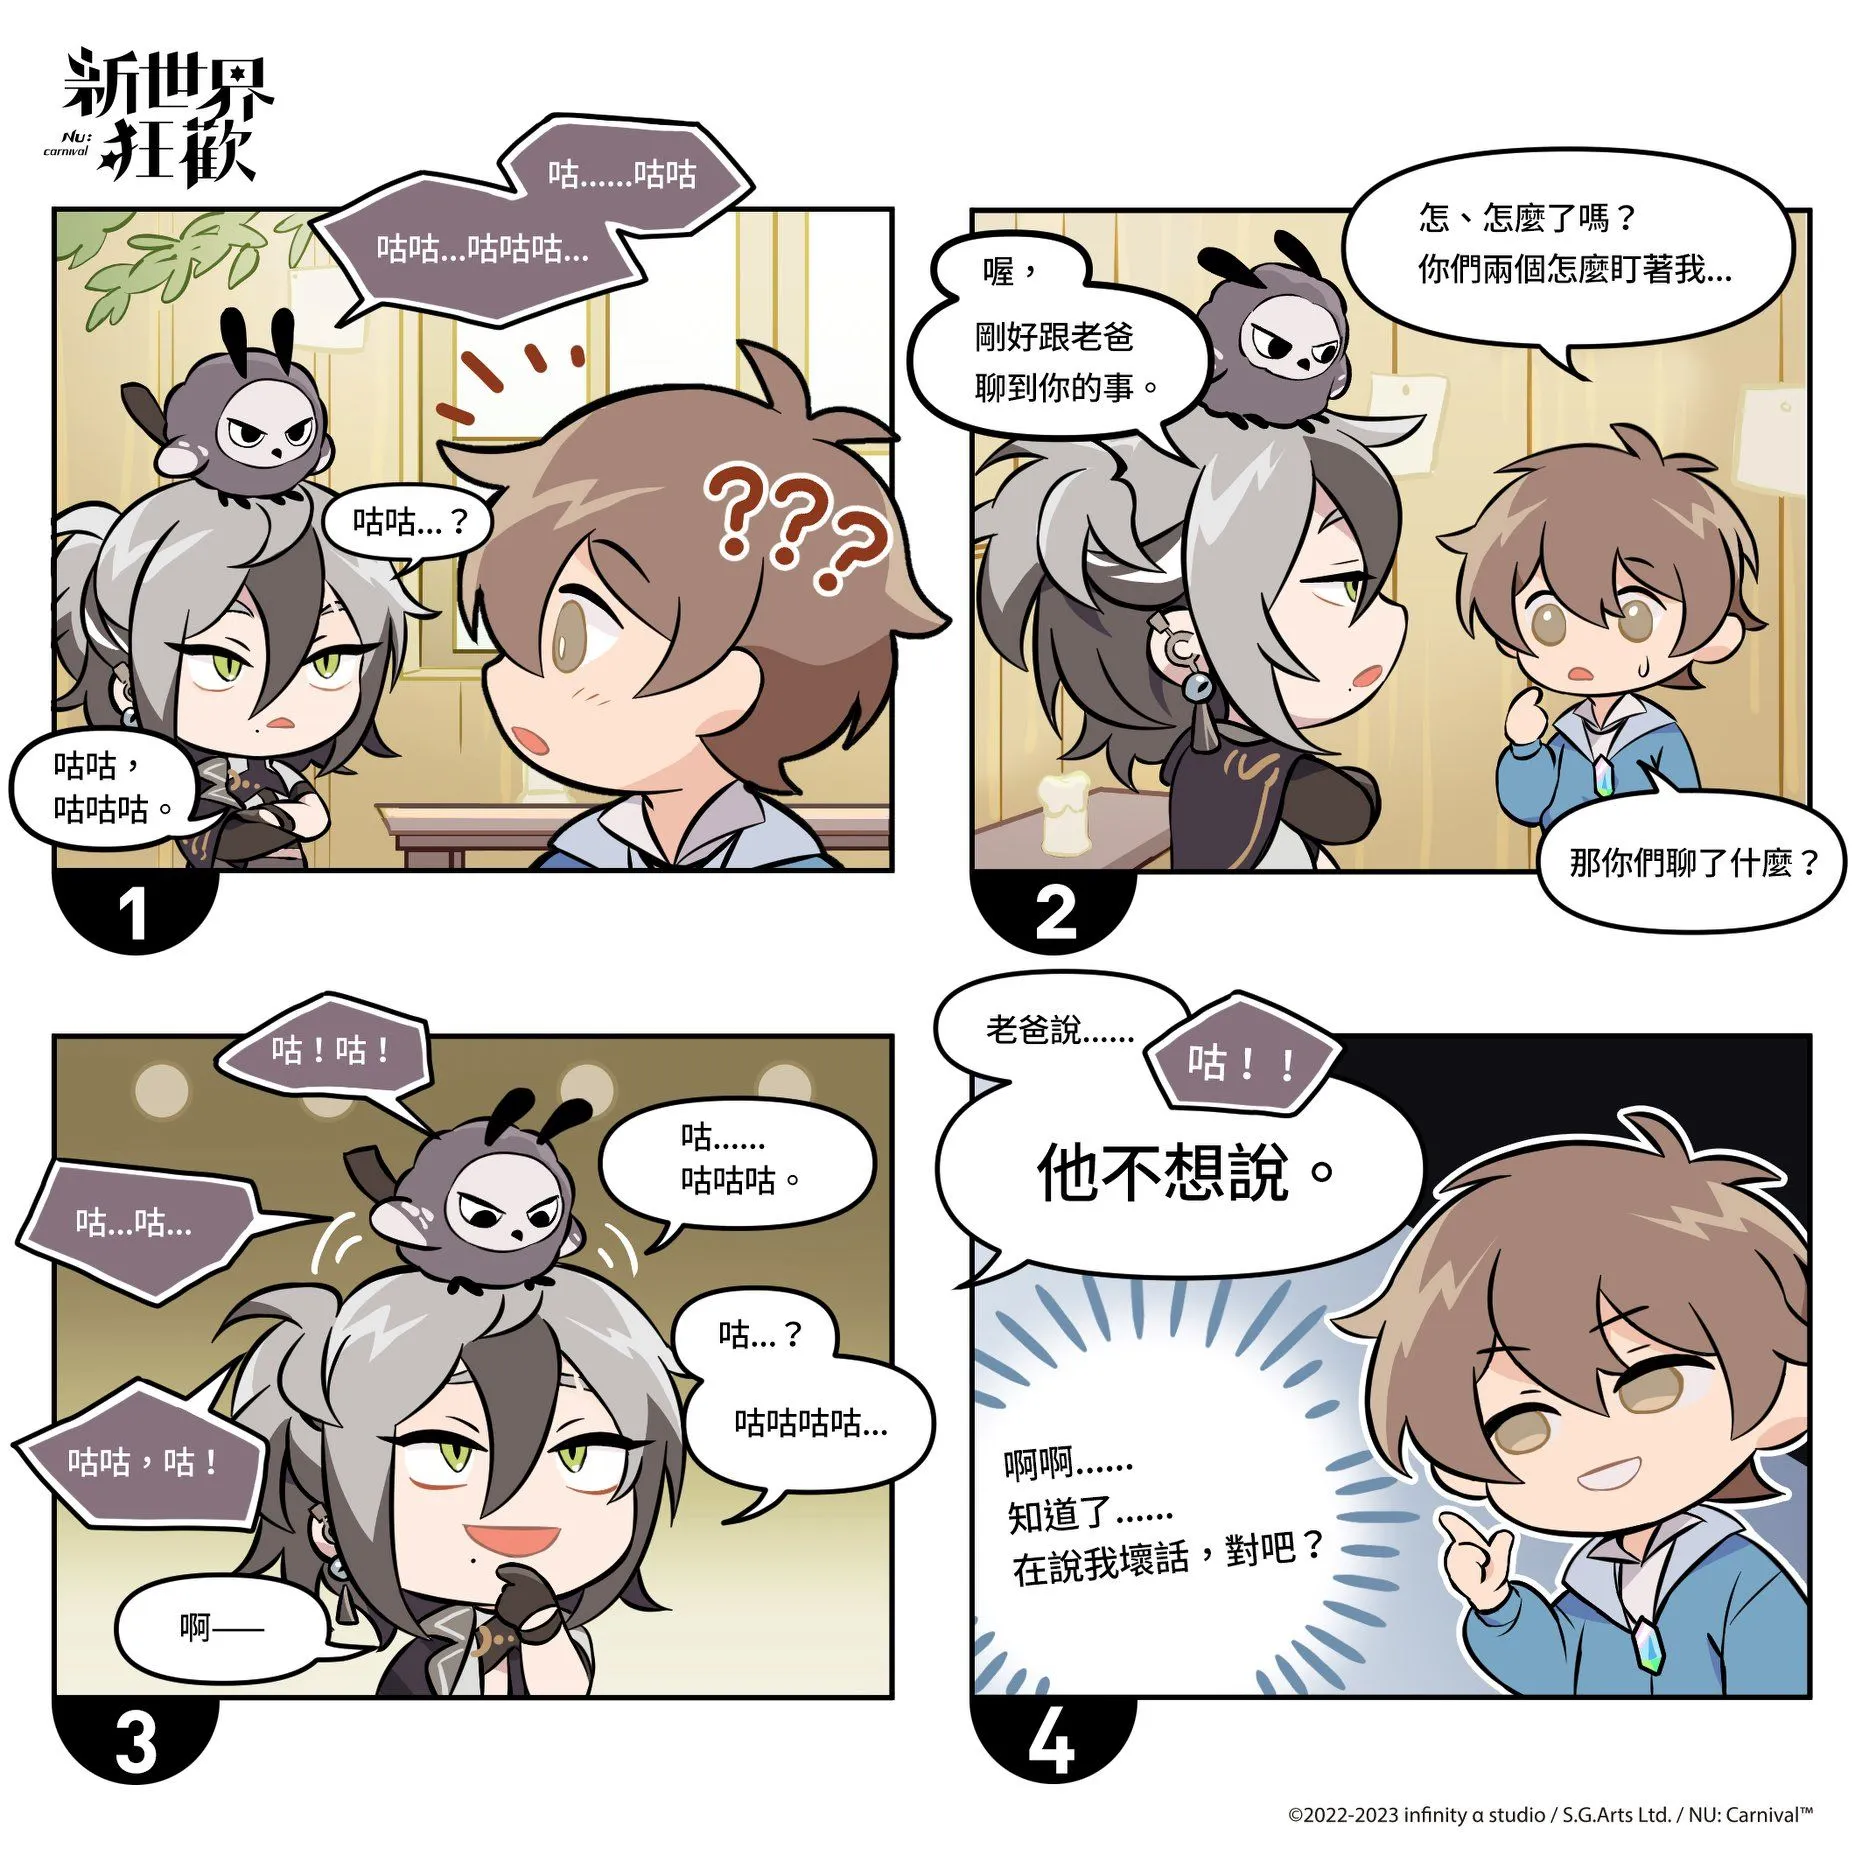 新世界
狂歡
NU:
carnival
咕......咕咕
咕咕...咕咕咕...
咕咕...？
咕咕，
咕咕咕。
1
怎、怎麼了嗎？
你們兩個怎麼盯著我...
喔，
剛好跟老爸
聊到你的事。
那你們聊了什麼？
2
咕！咕！
咕......
咕咕咕。
咕...咕...
咕...？
咕咕咕咕...
咕咕，咕！
啊——
3
老爸說......
咕！！
他不想說。
啊啊......
知道了......
在說我壞話，對吧？
4
©2022-2023 infinity α studio / S.G.Arts Ltd. / NU: Carnival™